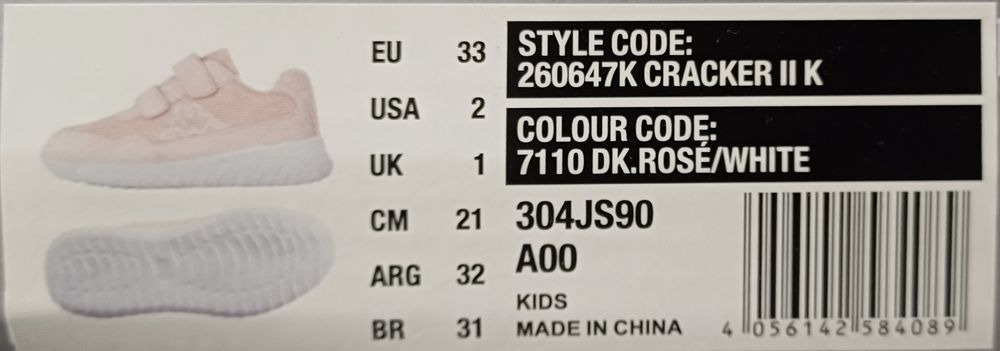 EU 33
USA 2
UK 1
CM 21
ARG 32
BR 31
STYLE CODE:
260647K CRACKER II K
COLOUR CODE:
7110 DK.ROSÉ/WHITE
304JS90
A00
KIDS
MADE IN CHINA
4 056142 584089